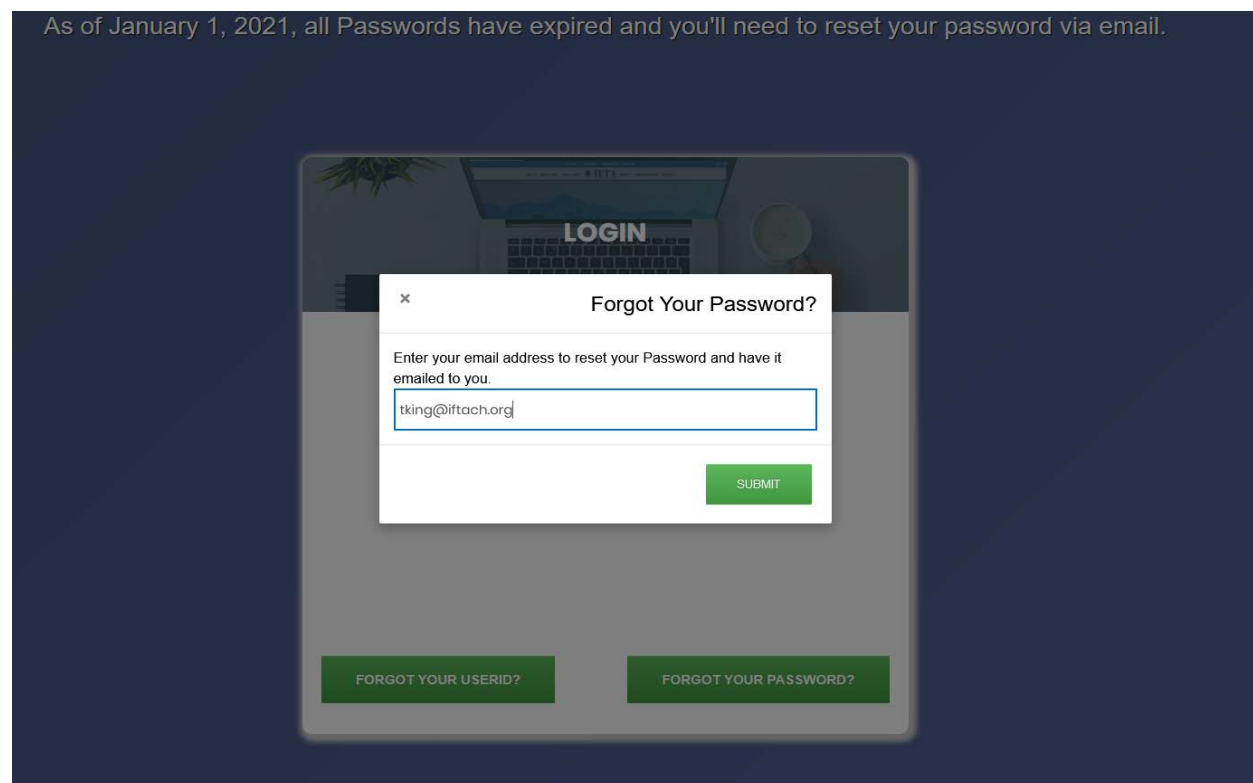 As of January 1, 2021, all Passwords have expired and you'll need to reset your password via email.
LOGIN
×
Forgot Your Password?
Enter your email address to reset your Password and have it
emailed to you.
tking@iftach.org
SUBMIT
FORGOT YOUR USERID?
FORGOT YOUR PASSWORD?